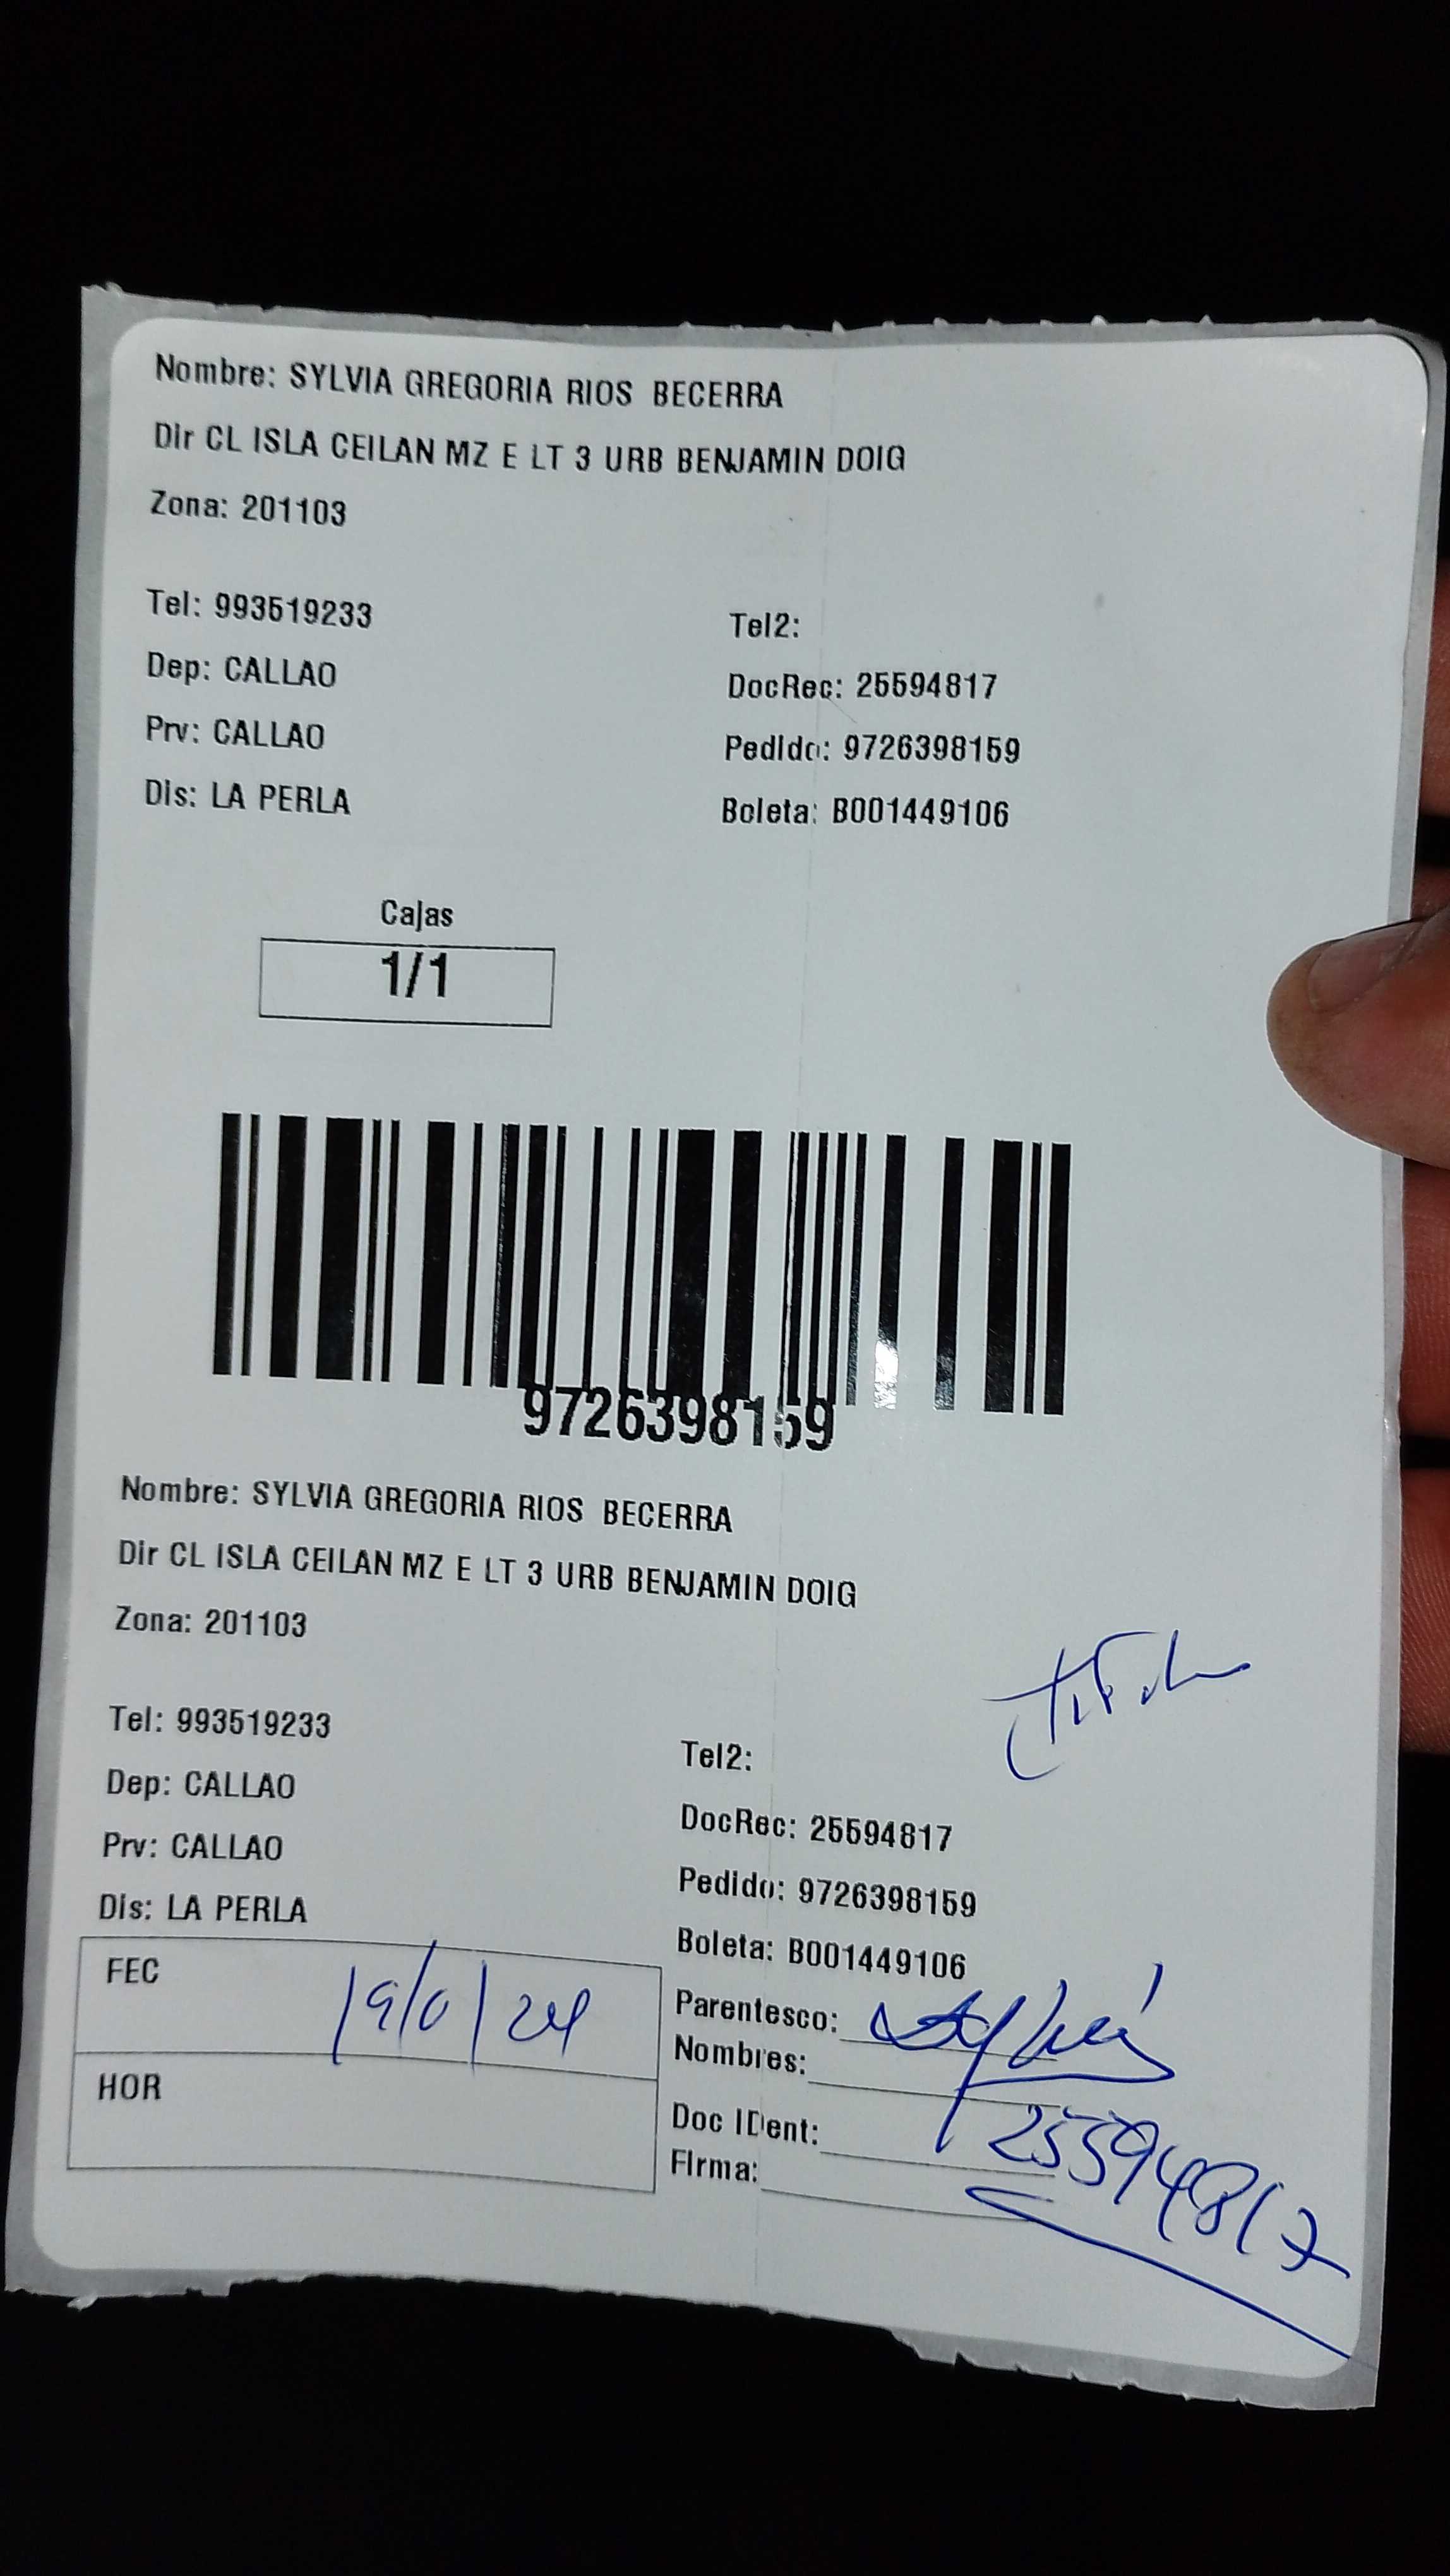 Nombre: SYLVIA GREGORIA RIOS BECERRA
Dir CL ISLA CEILAN MZ E LT 3 URB BENJAMIN DOIG
Zona: 201103
Tel: 993519233
Tel2:
Dep: CALLAO
DocRec: 25594817
Prv: CALLAO
Pedido: 9726398159
Dis: LA PERLA
Boleta: B001449106
Cajas
1/1
9726398159
Nombre: SYLVIA GREGORIA RIOS BECERRA
Dir CL ISLA CEILAN MZ E LT 3 URB BENJAMIN DOIG
Zona: 201103
Tel: 993519233
Tel2:
Dep: CALLAO
DocRec: 25594817
Prv: CALLAO
Pedido: 9726398159
Dis: LA PERLA
Boleta: B001449106
FEC
Parentesco:
Nombres:
HOR
Doc IDent: 25594817
Firma: